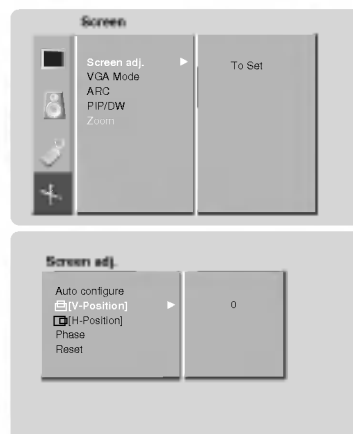 Screen
Screen adj.
To Set
VGA Mode
ARC
PIP/DW
Zoom
Screen adj.
Auto configure
[V-Position]
0
[H-Position]
Phase
Reset